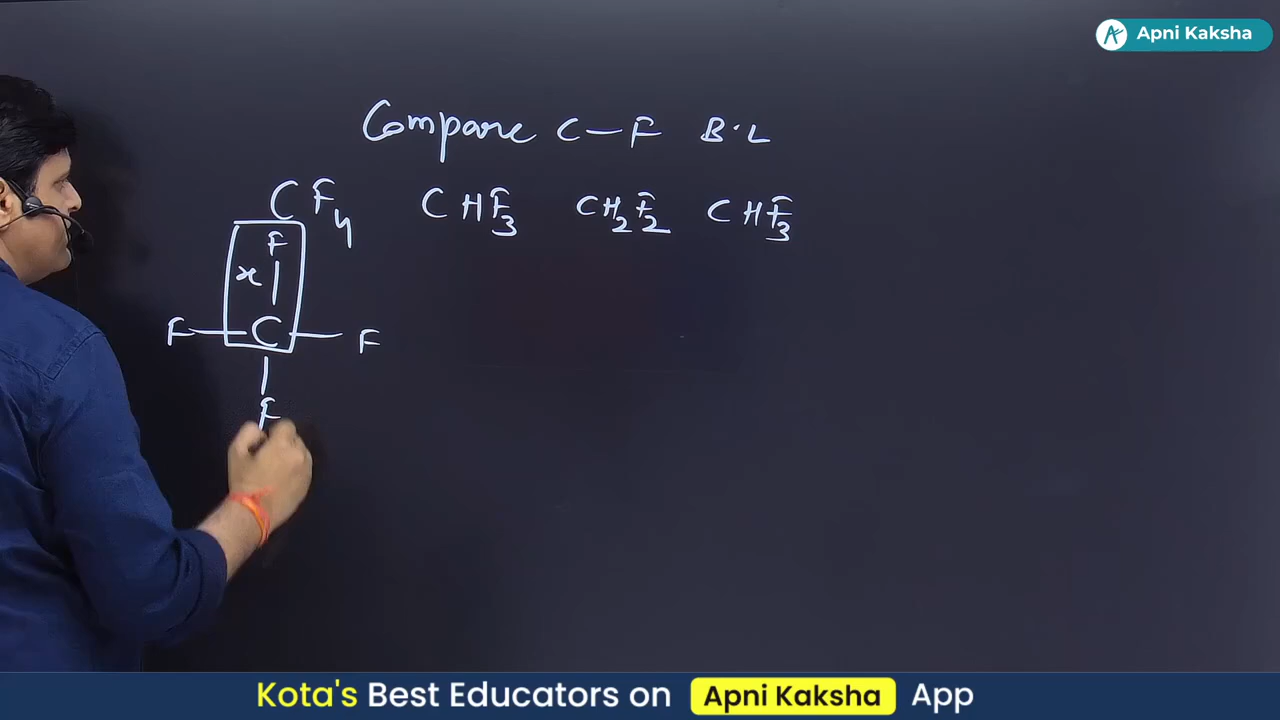 Apni Kaksha
Compare C—F B·L
CF4 CHF3 CH2F2 CHF3
F
x
F C F
F
Kota's Best Educators on Apni Kaksha App